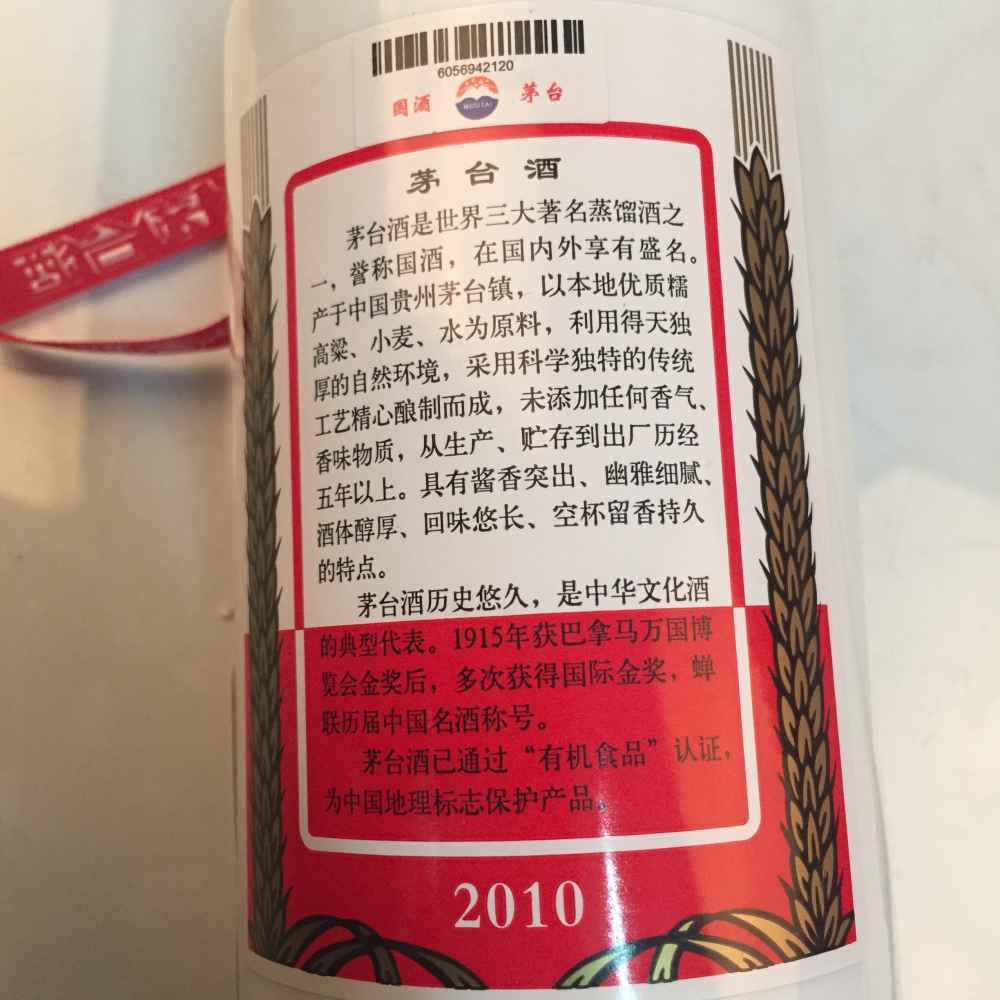 6056942120
国酒 MOUTAI 茅台
茅台酒
茅台酒是世界三大著名蒸馏酒之
一，誉称国酒，在国内外享有盛名。
产于中国贵州茅台镇，以本地优质糯
高粱、小麦、水为原料，利用得天独
厚的自然环境，采用科学独特的传统
工艺精心酿制而成，未添加任何香气、
香味物质，从生产、贮存到出厂历经
五年以上。具有酱香突出、幽雅细腻、
酒体醇厚、回味悠长、空杯留香持久
的特点。
茅台酒历史悠久，是中华文化酒
的典型代表。1915年获巴拿马万国博
览会金奖后，多次获得国际金奖，蝉
联历届中国名酒称号。
茅台酒已通过“有机食品”认证，
为中国地理标志保护产品。
2010